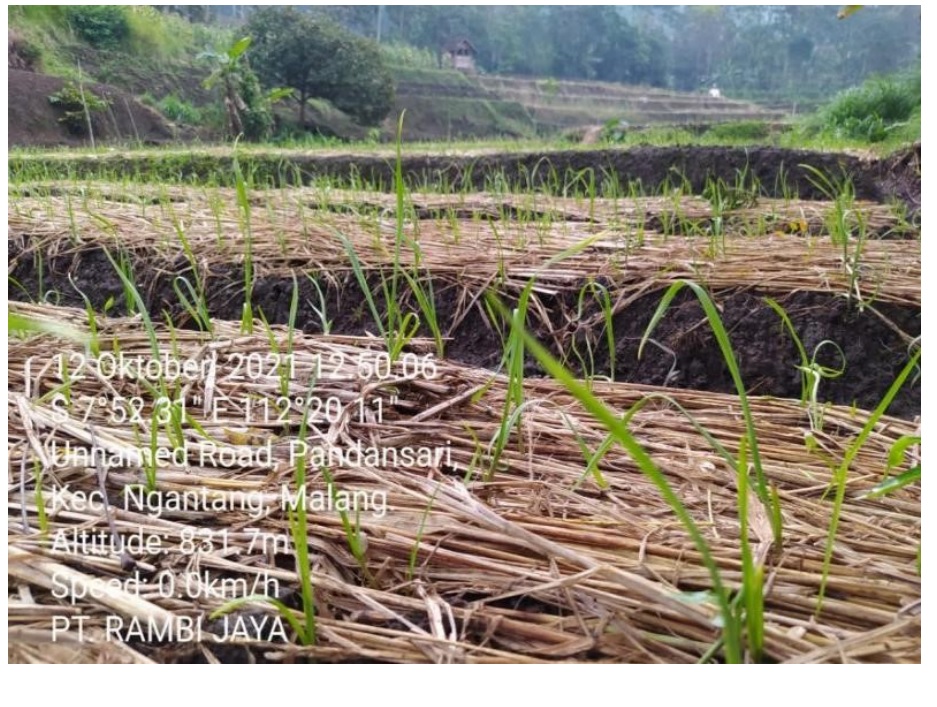 12 Oktober 2021 12.50.06
S 7°52'31" E 112°20'11"
Unnamed Road, Pandansari,
Kec. Ngantang, Malang.
Altitude: 831.7m
Speed: 0.0km/h
PT. RAMBI JAYA